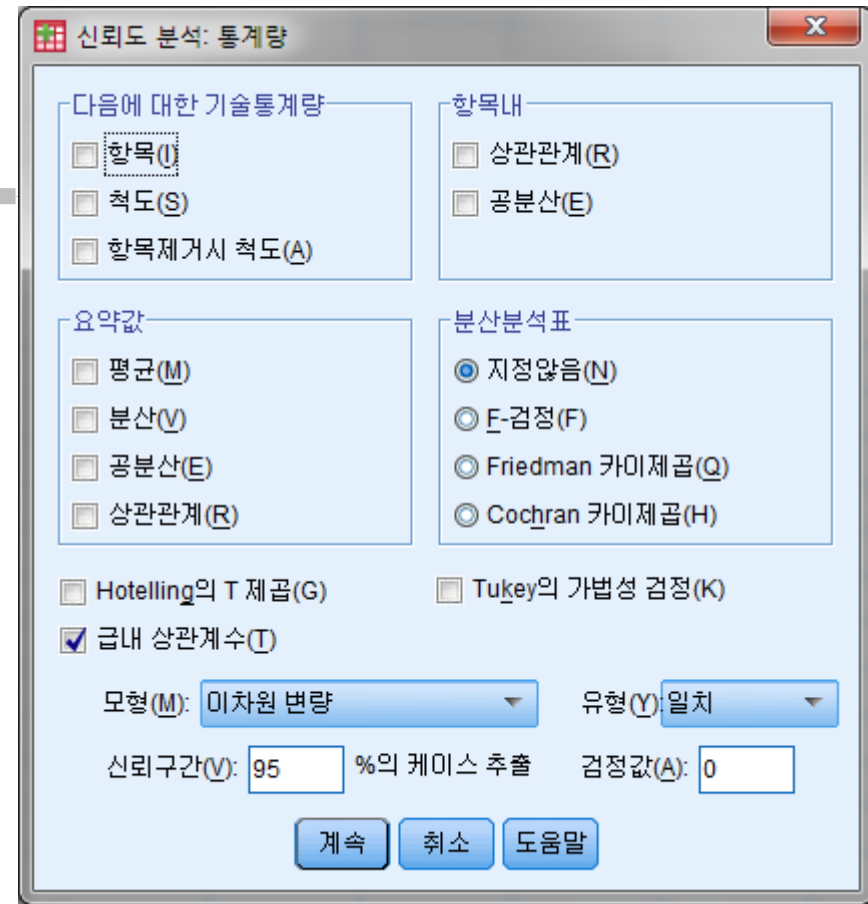 신뢰도 분석: 통계량
다음에 대한 기술통계량
항목(I)
척도(S)
항목제거시 척도(A)
항목내
상관관계(R)
공분산(E)
요약값
평균(M)
분산(V)
공분산(E)
상관관계(R)
분산분석표
지정않음(N)
F-검정(F)
Friedman 카이제곱(Q)
Cochran 카이제곱(H)
Hotelling의 T 제곱(G)
Tukey의 가법성 검정(K)
급내 상관계수(T)
모형(M): 이차원 변량 유형(Y): 일치
신뢰구간(V): 95 %의 케이스 추출 검정값(A): 0
계속 취소 도움말